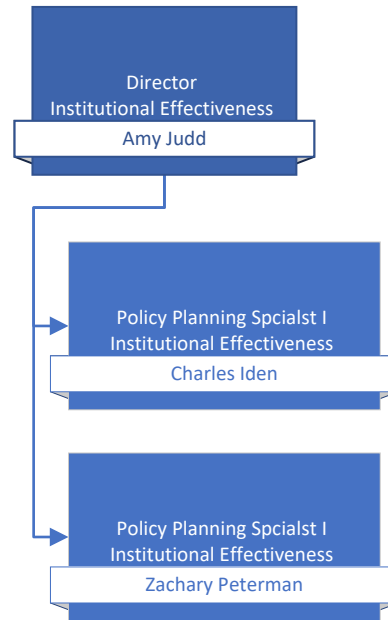 Director
Institutional Effectiveness
Amy Judd
Policy Planning Spcialst I
Institutional Effectiveness
Charles Iden
Policy Planning Spcialst I
Institutional Effectiveness
Zachary Peterman